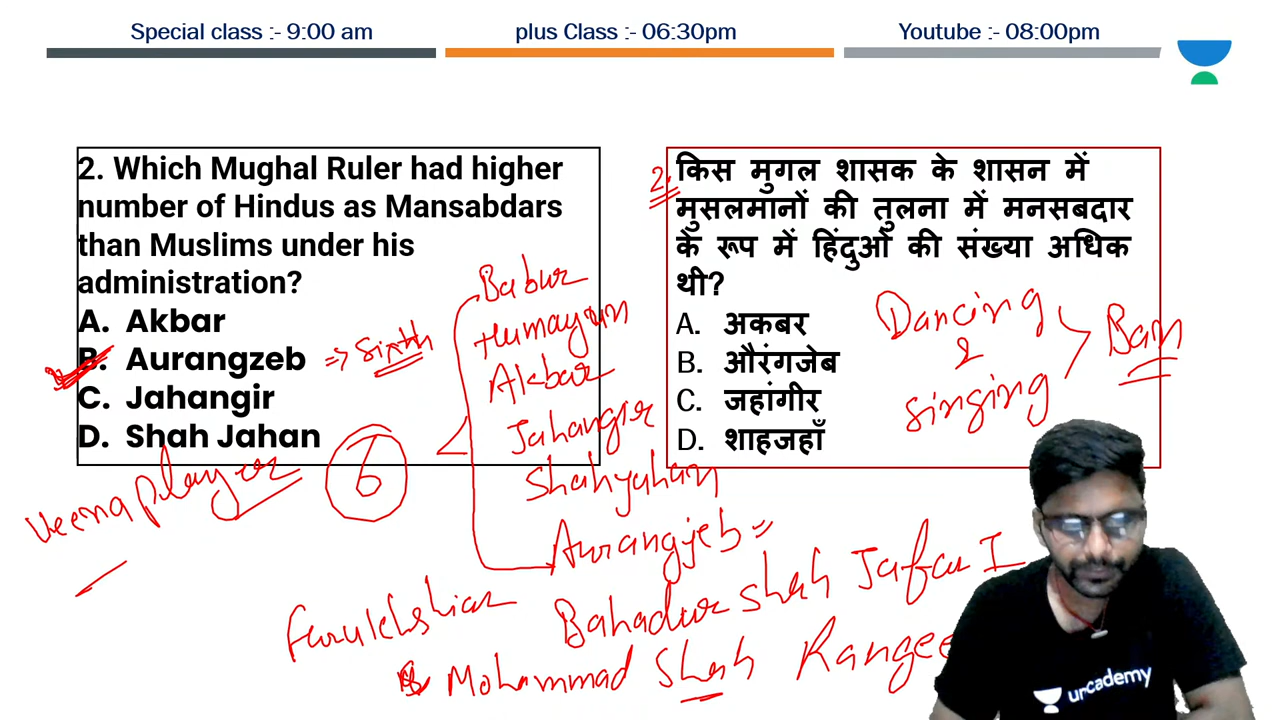 Special class :- 9:00 am
plus Class :- 06:30pm
Youtube :- 08:00pm
2. Which Mughal Ruler had higher
number of Hindus as Mansabdars
than Muslims under his
administration?
A. Akbar
B. Aurangzeb
C. Jahangir
D. Shah Jahan
2.
किस मुगल शासक के शासन में
मुसलमानों की तुलना में मनसबदार
के रूप में हिंदुओं की संख्या अधिक
थी?
A. अकबर
B. औरंगजेब
C. जहांगीर
D. शाहजहाँ
=> Sixth
Babur
Humayun
Akbar
Jahangir
Shahjahan
Aurangjeb =
6
Veena player
Dancing
&
Singing
Ban
Farukhshiar
Bahadur Shah Jafar I
Mohammad Shah Rangee
unacademy